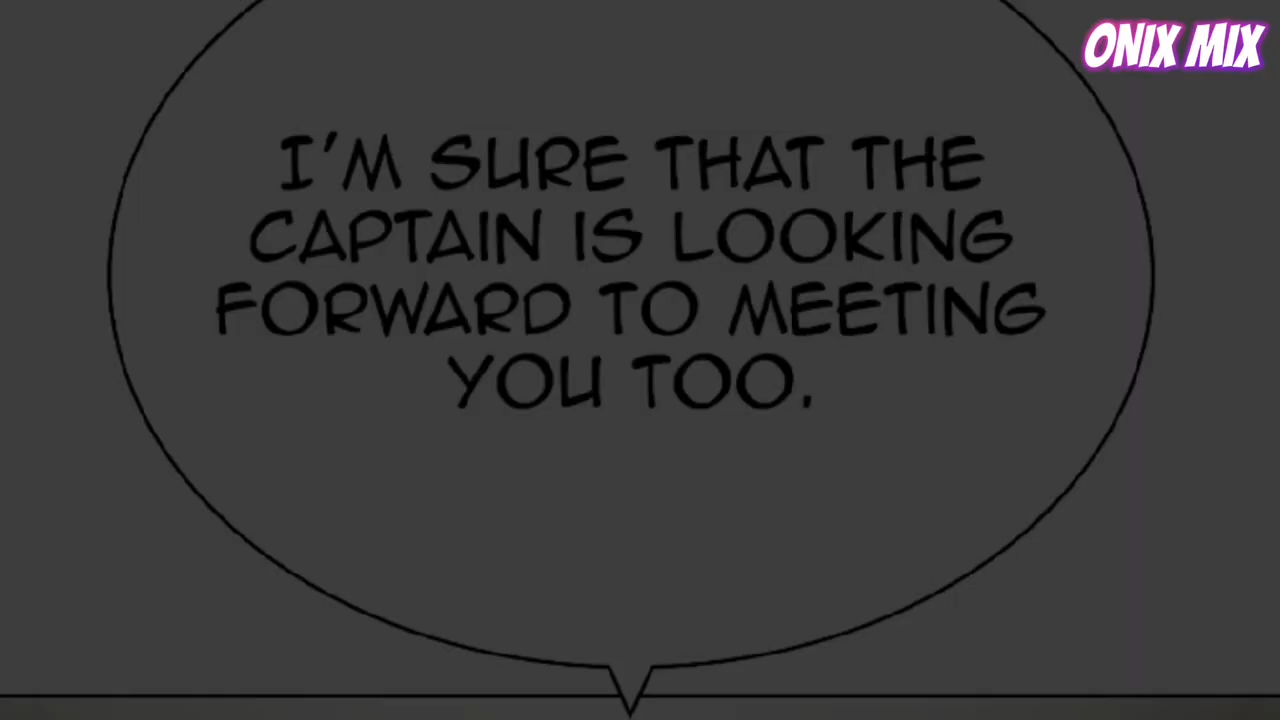 ONIX MIX
I'M SURE THAT THE
CAPTAIN IS LOOKING
FORWARD TO MEETING
YOU TOO.